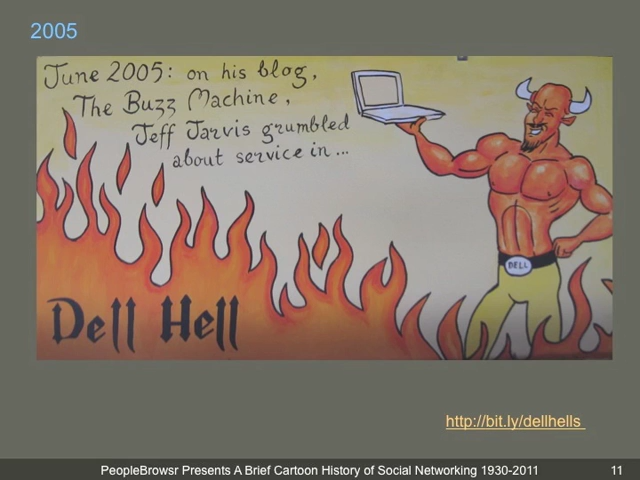 2005
June 2005: on his blog,
The Buzz Machine,
Jeff Jarvis grumbled
about service in...
DELL
Dell Hell
http://bit.ly/dellhells
PeopleBrowsr Presents A Brief Cartoon History of Social Networking 1930-2011
11